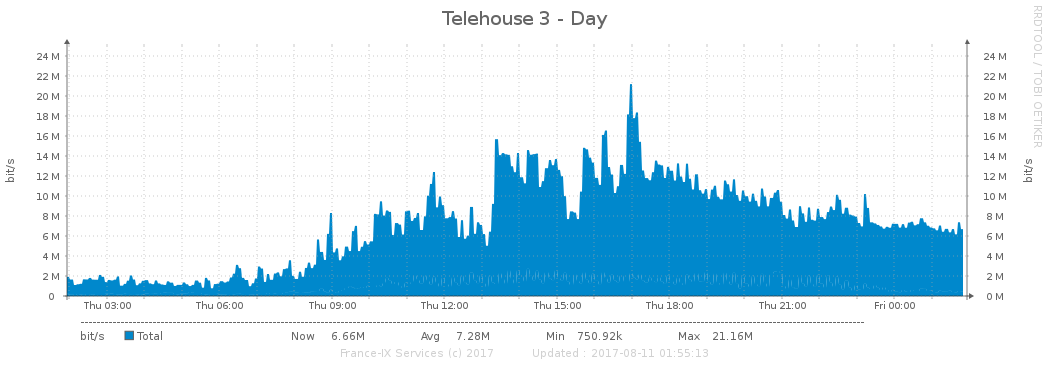 Telehouse 3 - Day
RRDTOOL / TOBI OETIKER
24 M 24 M
22 M 22 M
20 M 20 M
18 M 18 M
16 M 16 M
14 M 14 M
12 M 12 M
10 M 10 M
8 M 8 M
6 M 6 M
4 M 4 M
2 M 2 M
0 0 M
bit/s
bit/s
Thu 03:00 Thu 06:00 Thu 09:00 Thu 12:00 Thu 15:00 Thu 18:00 Thu 21:00 Fri 00:00
bit/s Total Now 6.66M Avg 7.28M Min 750.92k Max 21.16M
France-IX Services (c) 2017 Updated : 2017-08-11 01:55:13